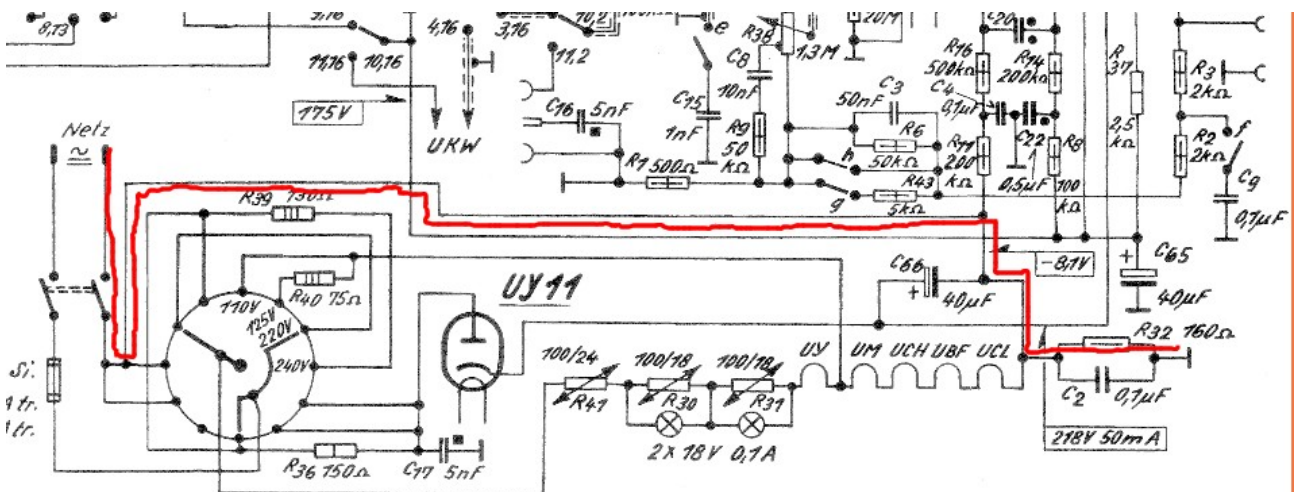 8,13
9,16
4,16
3,16
10,2
11,16
10,16
11,2
175V
UKW
Netz
~
C16 5nF
C15
1nF
e
R38
1,3M
20M
C8
10nF
R9
50
kΩ
C3
50nF
R6
50kΩ
h
g
R43
5kΩ
R1 500Ω
C20
R16
500kΩ
R14
200kΩ
C4
0,1µF
C22
0,5µF
R11
200
kΩ
R8
100
kΩ
R
37
2,5
kΩ
R3
2kΩ
R2
2kΩ
f
C9
0,1µF
R39
R40 75Ω
110V
125V
220V
240V
UY11
C66
40µF
-8,1V
C65
40µF
R32 160Ω
C2
0,1µF
218V 50mA
100/24
R41
100/18
R30
100/18
R31
UY
UM
UCH
UBF
UCL
2x18V 0,1A
Si.
tr.
tr.
R36 150Ω
C17
5nF